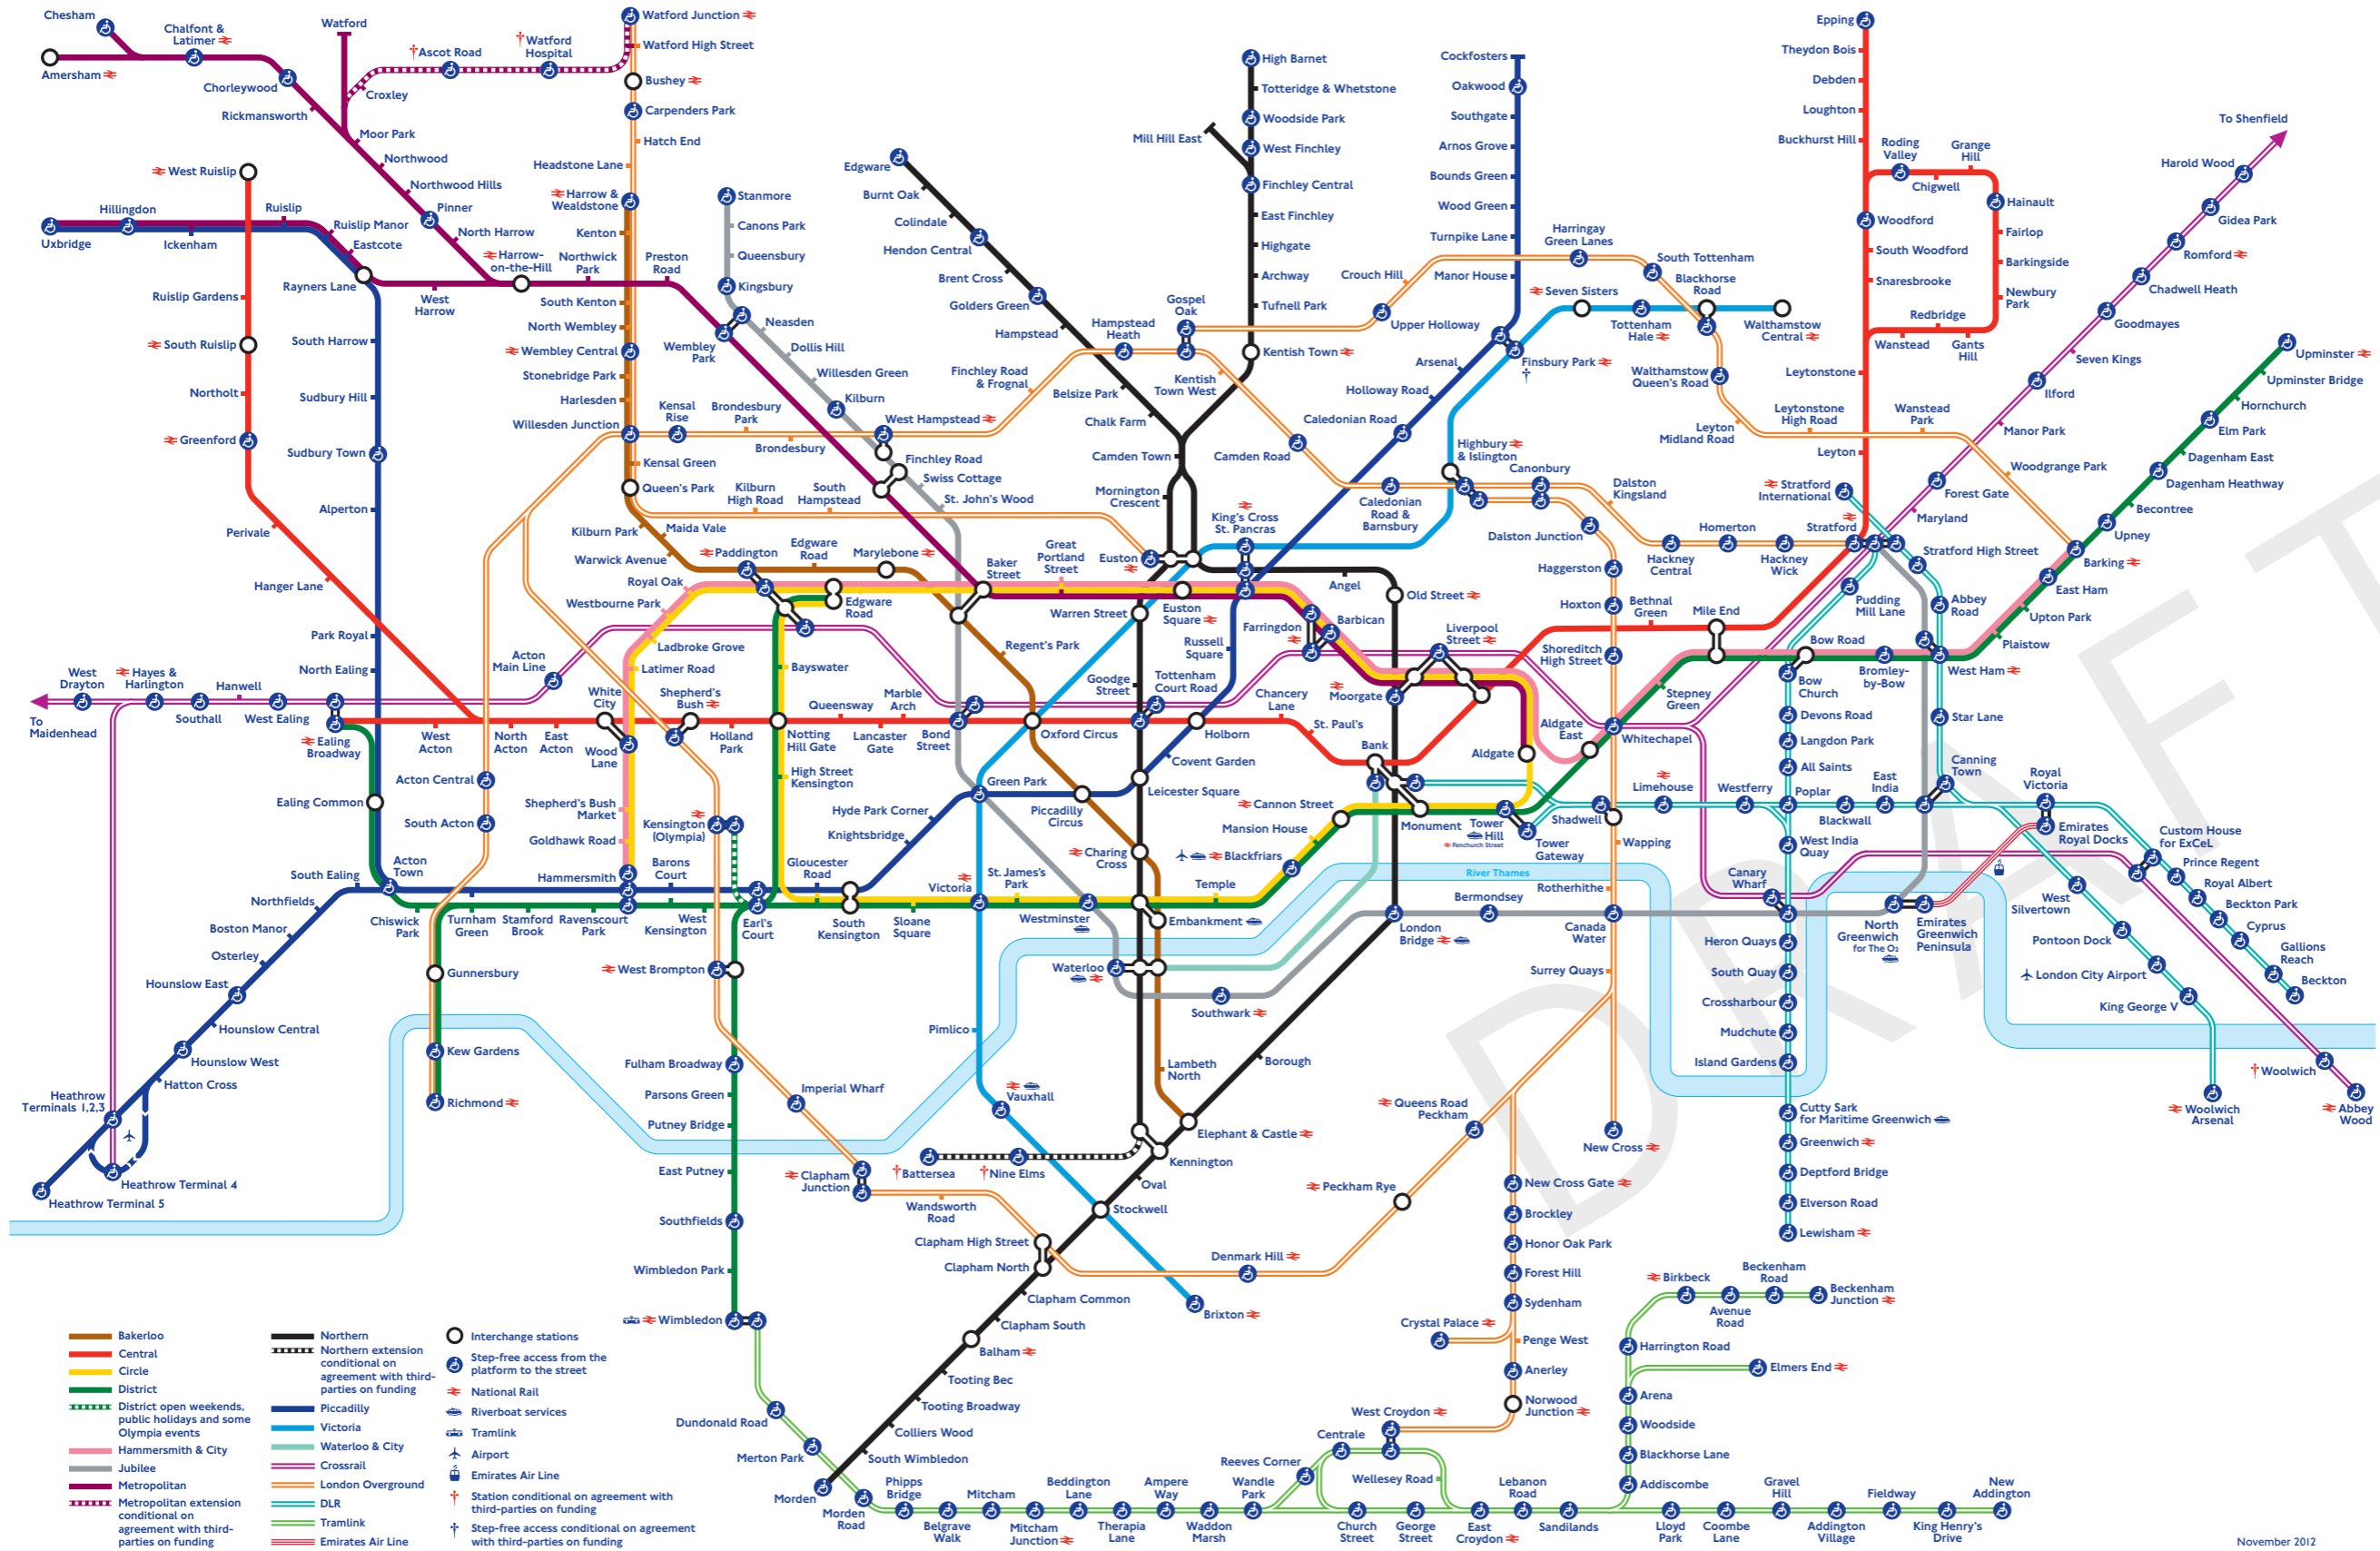 Chesham
Chalfont &
Latimer
Amersham
Chorleywood
Rickmansworth
Watford
†Ascot Road
†Watford
Hospital
Croxley
Moor Park
Northwood
Northwood Hills
Pinner
North Harrow
Harrow-
on-the-Hill
Watford Junction
Watford High Street
Bushey
Carpenders Park
Hatch End
Headstone Lane
Harrow &
Wealdstone
Kenton
Northwick
Park
Preston
Road
South Kenton
North Wembley
Wembley Central
Stonebridge Park
Harlesden
Willesden Junction
Kensal Green
Queen's Park
Kilburn Park
Maida Vale
Warwick Avenue
West Ruislip
Hillingdon
Uxbridge
Ickenham
Ruislip
Ruislip Manor
Eastcote
Rayners Lane
West
Harrow
Ruislip Gardens
South Ruislip
Northolt
Greenford
Perivale
Hanger Lane
South Harrow
Sudbury Hill
Sudbury Town
Alperton
Park Royal
North Ealing
Stanmore
Canons Park
Queensbury
Kingsbury
Wembley
Park
Neasden
Dollis Hill
Willesden Green
Kilburn
West Hampstead
Finchley Road
Swiss Cottage
St. John's Wood
Kensal
Rise
Brondesbury
Park
Brondesbury
Finchley Road
& Frognal
Hampstead
Heath
Gospel
Oak
Kentish
Town West
Kilburn
High Road
South
Hampstead
Edgware
Burnt Oak
Colindale
Hendon Central
Brent Cross
Golders Green
Hampstead
Belsize Park
Chalk Farm
Camden Town
Mornington
Crescent
Euston
High Barnet
Totteridge & Whetstone
Woodside Park
Mill Hill East
West Finchley
Finchley Central
East Finchley
Highgate
Archway
Tufnell Park
Kentish Town
Cockfosters
Oakwood
Southgate
Arnos Grove
Bounds Green
Wood Green
Turnpike Lane
Manor House
Crouch Hill
Upper Holloway
Harringay
Green Lanes
South Tottenham
Blackhorse
Road
Seven Sisters
Tottenham
Hale
Walthamstow
Central
Finsbury Park
†
Walthamstow
Queen's Road
Arsenal
Holloway Road
Caledonian Road
Camden Road
Highbury
& Islington
Canonbury
Caledonian
Road &
Barnsbury
Dalston
Kingsland
Dalston Junction
Leyton
Midland Road
Leytonstone
High Road
Wanstead
Park
Woodgrange Park
Epping
Theydon Bois
Debden
Loughton
Buckhurst Hill
Roding
Valley
Grange
Hill
Chigwell
Hainault
Fairlop
Barkingside
Newbury
Park
Redbridge
Wanstead
Gants
Hill
Woodford
South Woodford
Snaresbrooke
Leytonstone
Leyton
To Shenfield
Harold Wood
Gidea Park
Romford
Chadwell Heath
Goodmayes
Seven Kings
Ilford
Manor Park
Forest Gate
Maryland
Upminster
Upminster Bridge
Hornchurch
Elm Park
Dagenham East
Dagenham Heathway
Becontree
Upney
Barking
East Ham
Upton Park
Plaistow
Stratford
International
Stratford
Stratford High Street
Homerton
Hackney
Central
Hackney
Wick
Pudding
Mill Lane
Abbey
Road
West Ham
Star Lane
Canning
Town
Paddington
Edgware
Road
Marylebone
Baker
Street
Great
Portland
Street
King's Cross
St. Pancras
Angel
Old Street
Royal Oak
Westbourne Park
Ladbroke Grove
Latimer Road
Edgware
Road
Warren Street
Euston
Square
Farringdon
Barbican
Liverpool
Street
Moorgate
Regent's Park
Russell
Square
Goodge
Street
Tottenham
Court Road
Chancery
Lane
St. Paul's
Bank
Haggerston
Hoxton
Shoreditch
High Street
Bethnal
Green
Mile End
Bow Road
Bow
Church
Bromley-
by-Bow
Stepney
Green
Whitechapel
Aldgate
East
Aldgate
To
Maidenhead
West
Drayton
Hayes &
Harlington
Southall
Hanwell
West Ealing
Ealing
Broadway
Acton
Main Line
West
Acton
North
Acton
East
Acton
White
City
Wood
Lane
Shepherd's
Bush
Holland
Park
Bayswater
Notting
Hill Gate
Queensway
Lancaster
Gate
Marble
Arch
Bond
Street
Oxford Circus
Holborn
Covent Garden
Leicester Square
High Street
Kensington
Acton Central
South Acton
Ealing Common
Acton
Town
Shepherd's Bush
Market
Goldhawk Road
Hammersmith
Kensington
(Olympia)
Barons
Court
Gloucester
Road
Hyde Park Corner
Knightsbridge
Green Park
Piccadilly
Circus
Charing
Cross
Cannon Street
Mansion House
Blackfriars
Monument
Tower
Hill
Fenchurch Street
Tower
Gateway
Shadwell
Limehouse
Westferry
Poplar
East
India
Blackwall
Devons Road
Langdon Park
All Saints
West India
Quay
Canary
Wharf
Royal
Victoria
Emirates
Royal Docks
Custom House
for ExCeL
Prince Regent
Royal Albert
Beckton Park
Cyprus
Gallions
Reach
Beckton
West
Silvertown
Pontoon Dock
London City Airport
King George V
Woolwich
Arsenal
†Woolwich
Abbey
Wood
South Ealing
Northfields
Boston Manor
Osterley
Hounslow East
Hounslow Central
Hounslow West
Hatton Cross
Heathrow
Terminals 1,2,3
Heathrow Terminal 4
Heathrow Terminal 5
Chiswick
Park
Turnham
Green
Stamford
Brook
Ravenscourt
Park
West
Kensington
Earl's
Court
South
Kensington
Sloane
Square
Victoria
St. James's
Park
Westminster
Embankment
Temple
River Thames
Gunnersbury
Kew Gardens
Richmond
West Brompton
Fulham Broadway
Parsons Green
Putney Bridge
East Putney
Southfields
Wimbledon Park
Wimbledon
Imperial Wharf
Clapham
Junction
Pimlico
Vauxhall
†Battersea
†Nine Elms
Waterloo
Southwark
Lambeth
North
Elephant & Castle
Kennington
Borough
London
Bridge
Bermondsey
Wapping
Rotherhithe
Canada
Water
Surrey Quays
North
Greenwich
for The O2
Emirates
Greenwich
Peninsula
Heron Quays
South Quay
Crossharbour
Mudchute
Island Gardens
Cutty Sark
for Maritime Greenwich
Greenwich
Deptford Bridge
Elverson Road
Lewisham
Oval
Stockwell
Wandsworth
Road
Clapham High Street
Clapham North
Clapham Common
Clapham South
Balham
Tooting Bec
Tooting Broadway
Colliers Wood
South Wimbledon
Morden
Brixton
Denmark Hill
Peckham Rye
Queens Road
Peckham
New Cross
New Cross Gate
Brockley
Honor Oak Park
Forest Hill
Sydenham
Crystal Palace
Penge West
Anerley
Norwood
Junction
West Croydon
DRAFT
Birkbeck
Avenue
Road
Beckenham
Road
Beckenham
Junction
Harrington Road
Elmers End
Arena
Woodside
Blackhorse Lane
Addiscombe
Dundonald Road
Merton Park
Morden
Road
Phipps
Bridge
Belgrave
Walk
Mitcham
Mitcham
Junction
Beddington
Lane
Therapia
Lane
Ampere
Way
Waddon
Marsh
Wandle
Park
Reeves Corner
Centrale
Wellesey Road
Church
Street
George
Street
East
Croydon
Lebanon
Road
Sandilands
Lloyd
Park
Coombe
Lane
Gravel
Hill
Addington
Village
Fieldway
King Henry's
Drive
New
Addington
Bakerloo
Central
Circle
District
District open weekends,
public holidays and some
Olympia events
Hammersmith & City
Jubilee
Metropolitan
Metropolitan extension
conditional on
agreement with third-
parties on funding
Northern
Northern extension
conditional on
agreement with third-
parties on funding
Piccadilly
Victoria
Waterloo & City
Crossrail
London Overground
DLR
Tramlink
Emirates Air Line
Interchange stations
Step-free access from the
platform to the street
National Rail
Riverboat services
Tramlink
Airport
Emirates Air Line
† Station conditional on agreement with
third-parties on funding
† Step-free access conditional on agreement
with third-parties on funding
November 2012